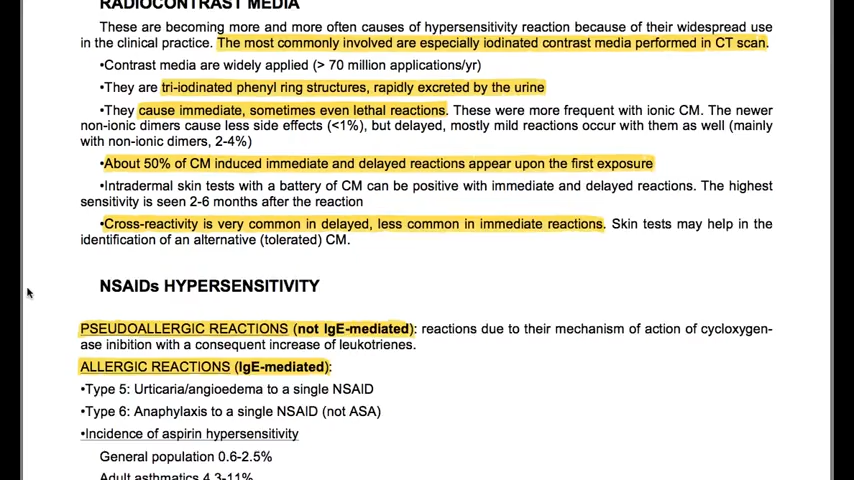 RADIOCONTRAST MEDIA
These are becoming more and more often causes of hypersensitivity reaction because of their widespread use
in the clinical practice. The most commonly involved are especially iodinated contrast media performed in CT scan.
•Contrast media are widely applied (> 70 million applications/yr)
•They are tri-iodinated phenyl ring structures, rapidly excreted by the urine
•They cause immediate, sometimes even lethal reactions. These were more frequent with ionic CM. The newer
non-ionic dimers cause less side effects (<1%), but delayed, mostly mild reactions occur with them as well (mainly
with non-ionic dimers, 2-4%)
•About 50% of CM induced immediate and delayed reactions appear upon the first exposure
•Intradermal skin tests with a battery of CM can be positive with immediate and delayed reactions. The highest
sensitivity is seen 2-6 months after the reaction
•Cross-reactivity is very common in delayed, less common in immediate reactions. Skin tests may help in the
identification of an alternative (tolerated) CM.
NSAIDs HYPERSENSITIVITY
PSEUDOALLERGIC REACTIONS (not IgE-mediated): reactions due to their mechanism of action of cycloxygen-
ase inibition with a consequent increase of leukotrienes.
ALLERGIC REACTIONS (IgE-mediated):
•Type 5: Urticaria/angioedema to a single NSAID
•Type 6: Anaphylaxis to a single NSAID (not ASA)
•Incidence of aspirin hypersensitivity
General population 0.6-2.5%
Adult asthmatics 4.3-11%